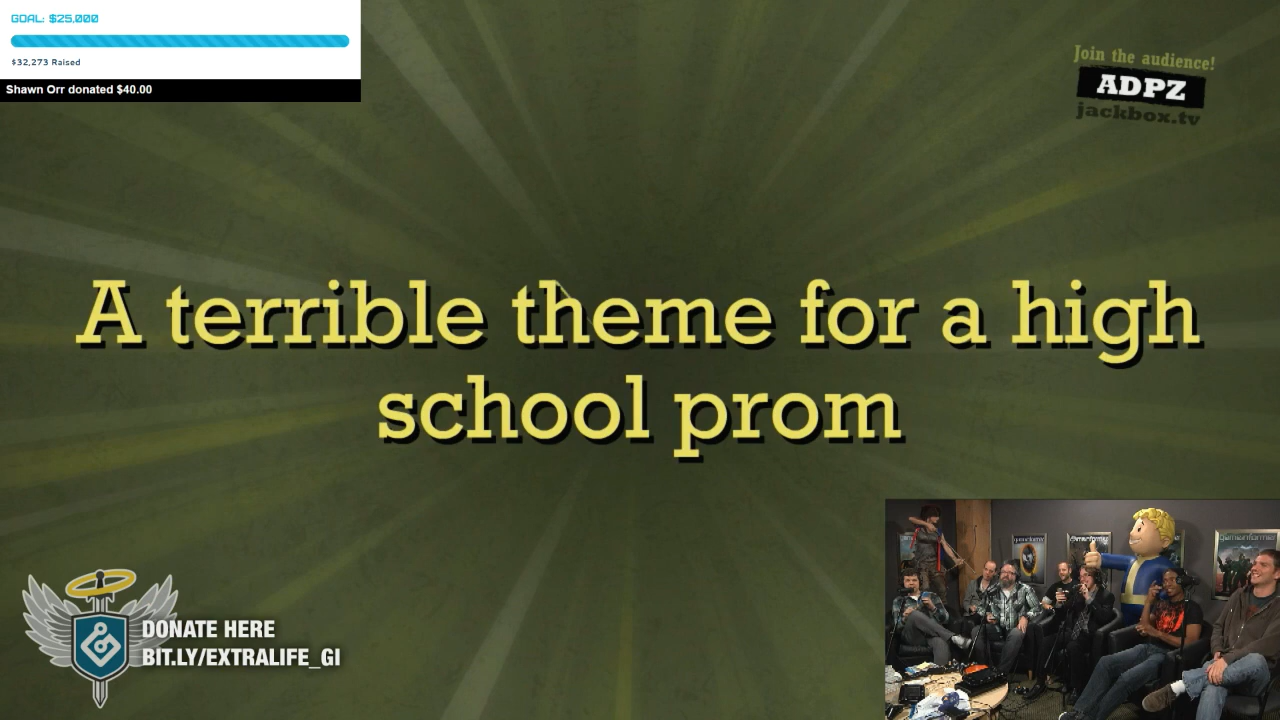 GOAL: $25,000
$32,273 Raised
Shawn Orr donated $40.00
Join the audience!
ADPZ
jackbox.tv
A terrible theme for a high
school prom
DONATE HERE
BIT.LY/EXTRALIFE_GI
gameinformer